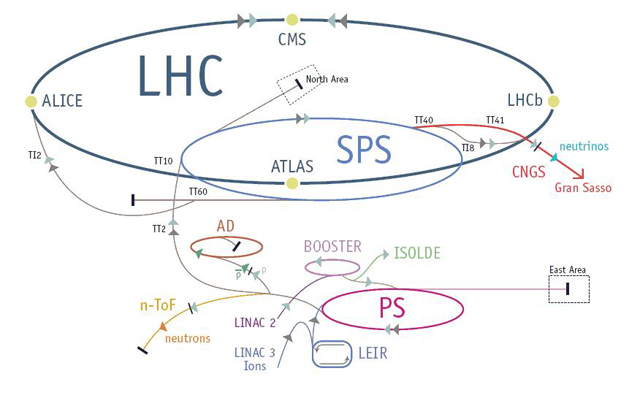 CMS
LHC
North Area
ALICE
LHCb
TT40
TT41
TI2
TT10
SPS
TI8
neutrinos
ATLAS
CNGS
Gran Sasso
TT60
TT2
AD
BOOSTER
ISOLDE
p
p
East Area
n-ToF
PS
LINAC 2
neutrons
LINAC 3
Ions
LEIR